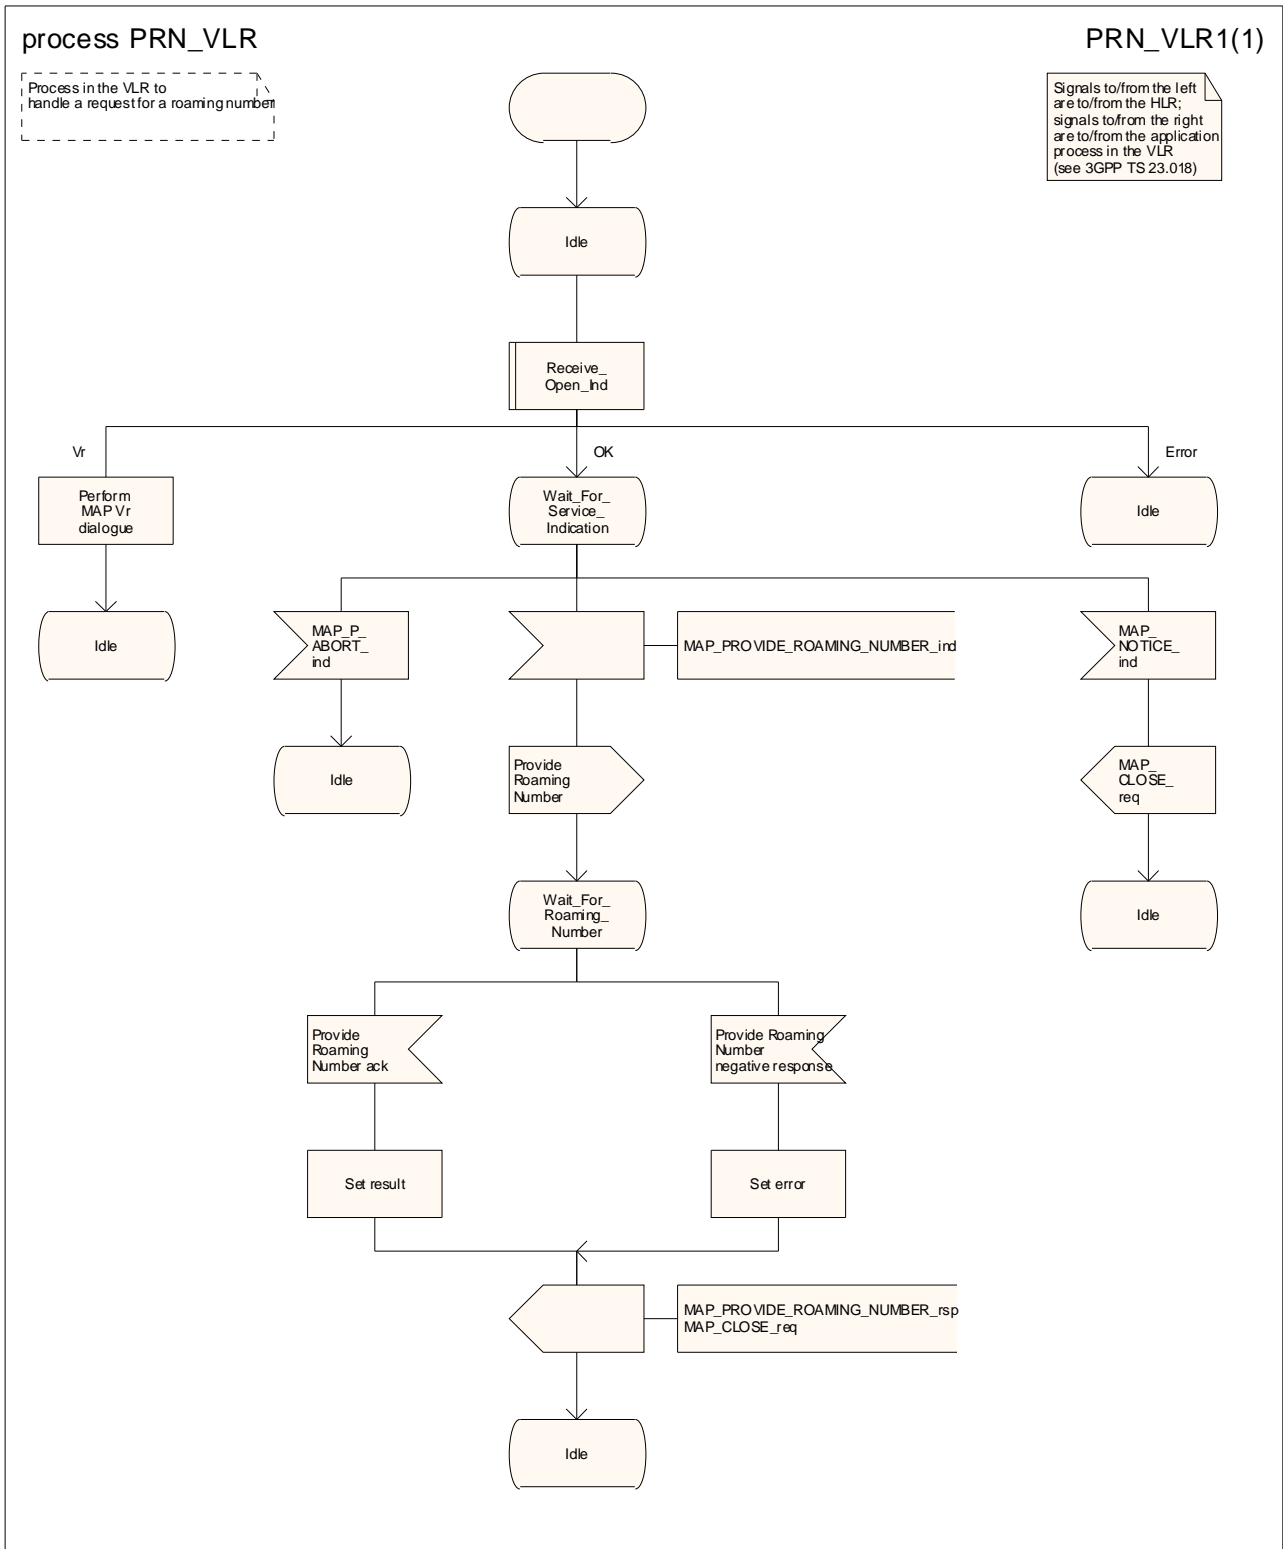 process PRN_VLR
PRN_VLR1(1)
Process in the VLR to
handle a request for a roaming number
Signals to/from the left
are to/from the HLR;
signals to/from the right
are to/from the application
process in the VLR
(see 3GPP TS 23.018)
Idle
Receive_
Open_Ind
Vr
OK
Error
Perform
MAP Vr
dialogue
Wait_For_
Service_
Indication
Idle
Idle
MAP_P_
ABORT_
ind
MAP_PROVIDE_ROAMING_NUMBER_ind
MAP_
NOTICE_
ind
Idle
Provide
Roaming
Number
MAP_
CLOSE_
req
Wait_For_
Roaming_
Number
Idle
Provide
Roaming
Number ack
Provide Roaming
Number
negative response
Set result
Set error
MAP_PROVIDE_ROAMING_NUMBER_rsp
MAP_CLOSE_req
Idle